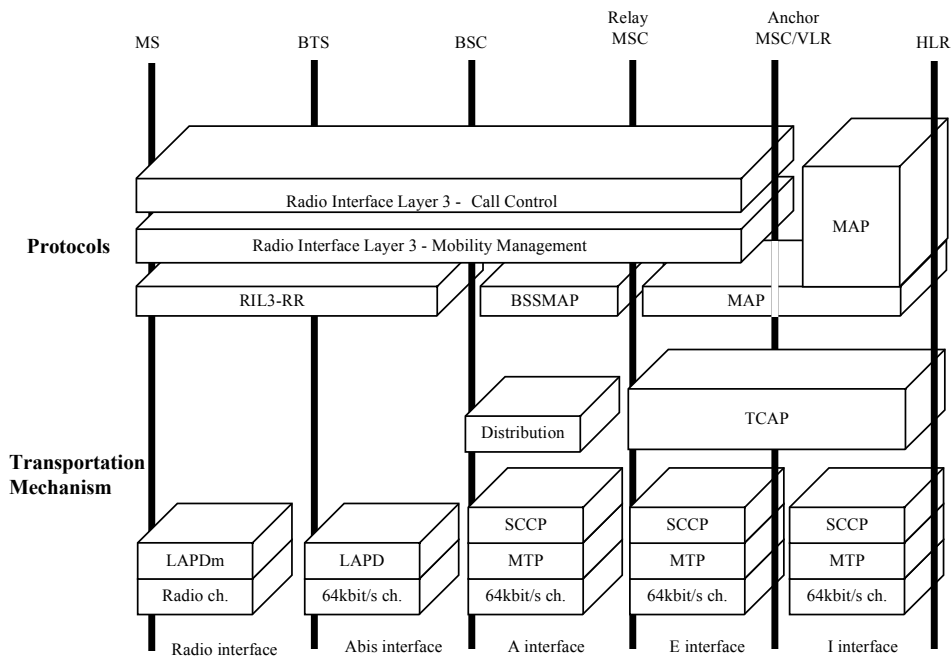 Relay
Anchor
MS
BTS
BSC
MSC
MSC/VLR
HLR
Radio Interface Layer 3 - Call Control
MAP
Protocols
Radio Interface Layer 3 - Mobility Management
RIL3-RR
BSSMAP
MAP
Distribution
TCAP
Transportation
Mechanism
SCCP
SCCP
SCCP
LAPDm
LAPD
MTP
MTP
MTP
Radio ch.
64kbit/s ch.
64kbit/s ch.
64kbit/s ch.
64kbit/s ch.
Radio interface
Abis interface
A interface
E interface
I interface